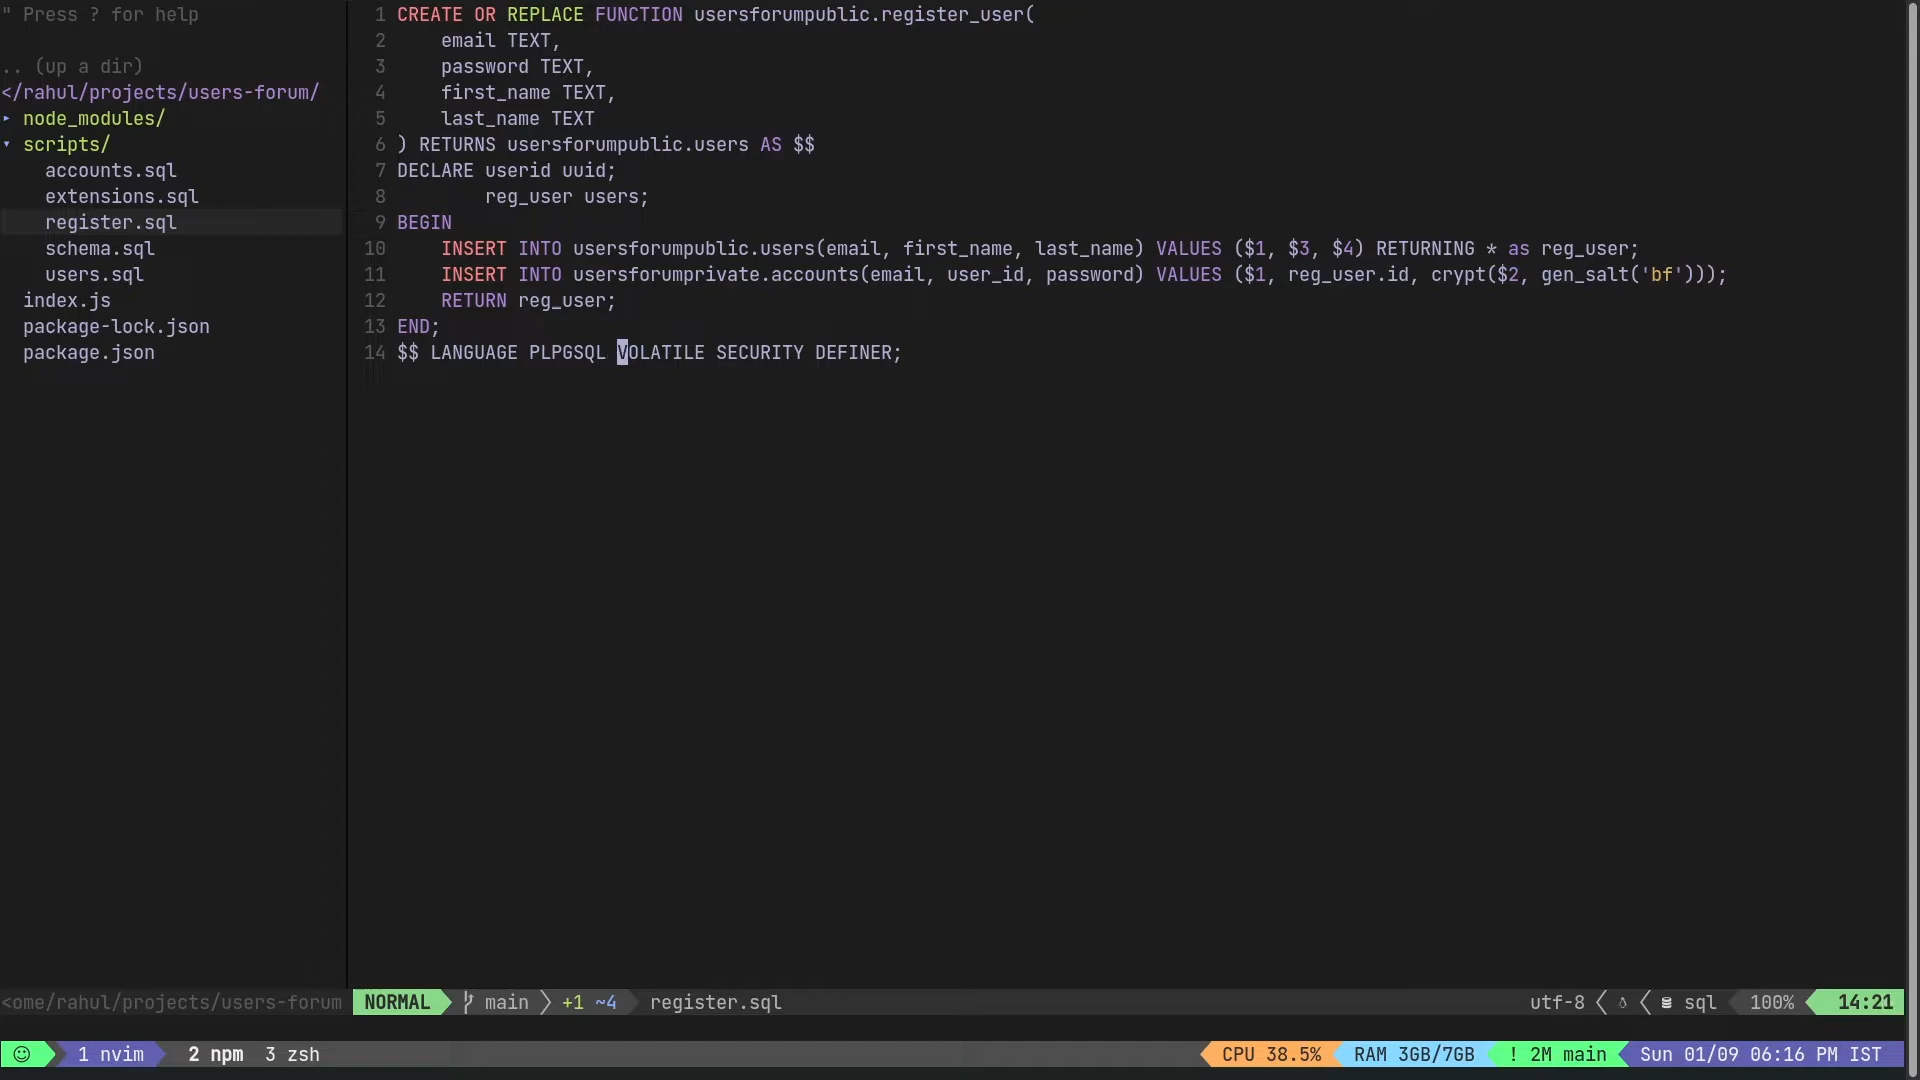 " Press ? for help
.. (up a dir)
</rahul/projects/users-forum/
▸ node_modules/
▾ scripts/
accounts.sql
extensions.sql
register.sql
schema.sql
users.sql
index.js
package-lock.json
package.json
1 CREATE OR REPLACE FUNCTION usersforumpublic.register_user(
2     email TEXT,
3     password TEXT,
4     first_name TEXT,
5     last_name TEXT
6 ) RETURNS usersforumpublic.users AS $$
7 DECLARE userid uuid;
8         reg_user users;
9 BEGIN
10     INSERT INTO usersforumpublic.users(email, first_name, last_name) VALUES ($1, $3, $4) RETURNING * as reg_user;
11     INSERT INTO usersforumprivate.accounts(email, user_id, password) VALUES ($1, reg_user.id, crypt($2, gen_salt('bf')));
12     RETURN reg_user;
13 END;
14 $$ LANGUAGE PLPGSQL VOLATILE SECURITY DEFINER;
<ome/rahul/projects/users-forum NORMAL main +1 ~4 register.sql utf-8 sql 100% 14:21
1 nvim 2 npm 3 zsh CPU 38.5% RAM 3GB/7GB ! 2M main Sun 01/09 06:16 PM IST